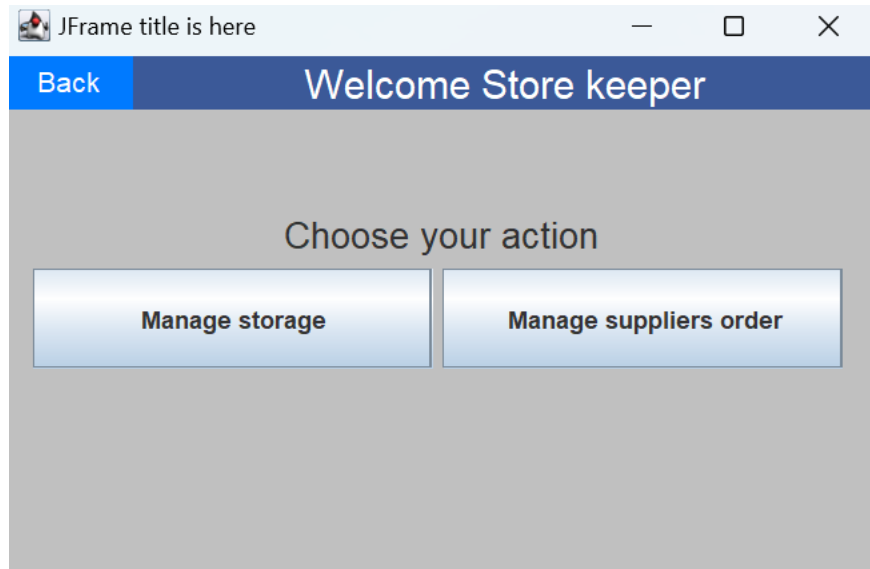 JFrame title is here
Back Welcome Store keeper
Choose your action
Manage storage Manage suppliers order